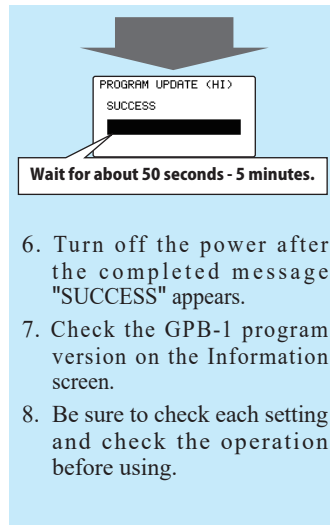 PROGRAM UPDATE (HI)
SUCCESS
Wait for about 50 seconds - 5 minutes.
6. Turn off the power after
the completed message
"SUCCESS" appears.
7. Check the GPB-1 program
version on the Information
screen.
8. Be sure to check each setting
and check the operation
before using.